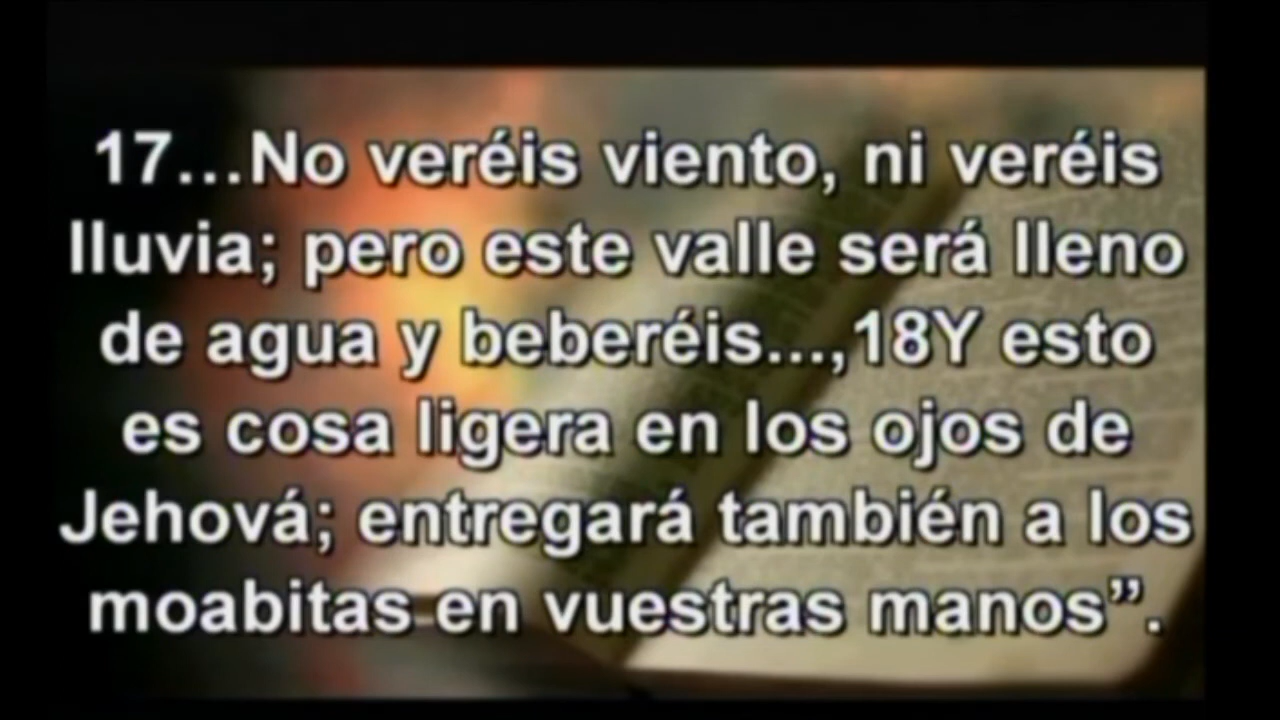 17...No veréis viento, ni veréis
lluvia; pero este valle será lleno
de agua y beberéis...,18Y esto
es cosa ligera en los ojos de
Jehová; entregará también a los
moabitas en vuestras manos”.